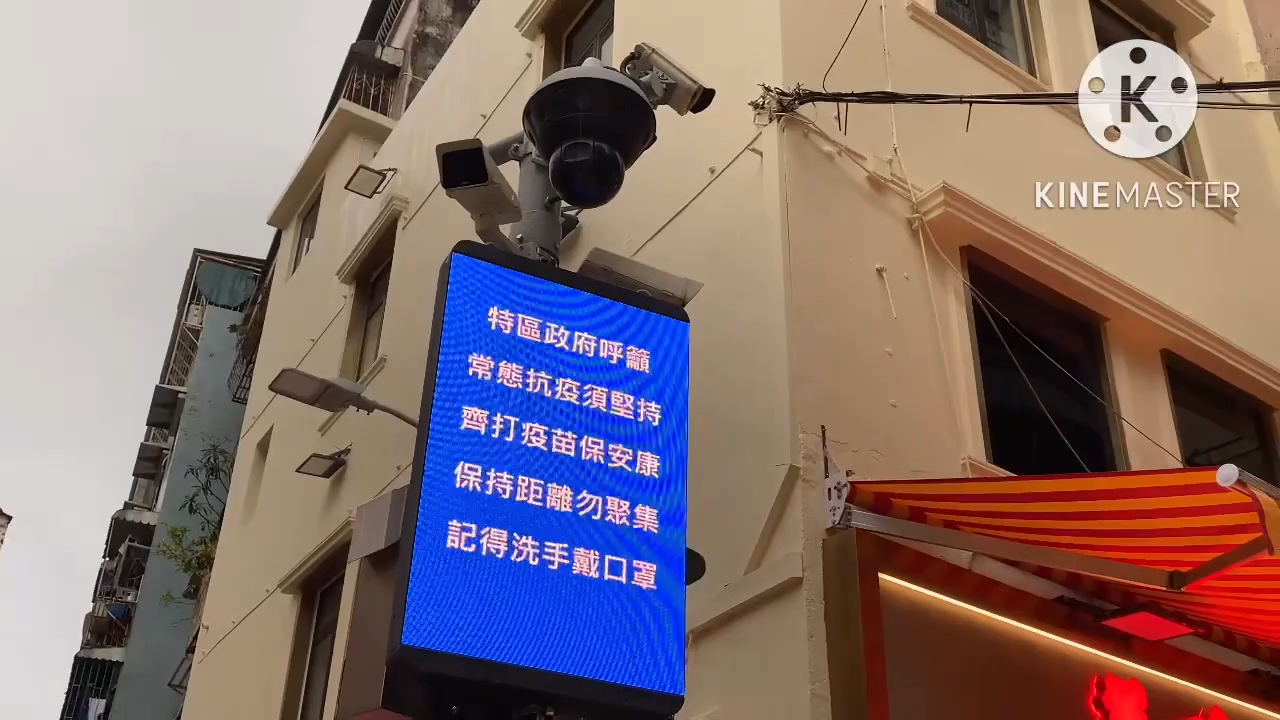 特區政府呼籲
常態抗疫須堅持
齊打疫苗保安康
保持距離勿聚集
記得洗手戴口罩
K
KINEMASTER